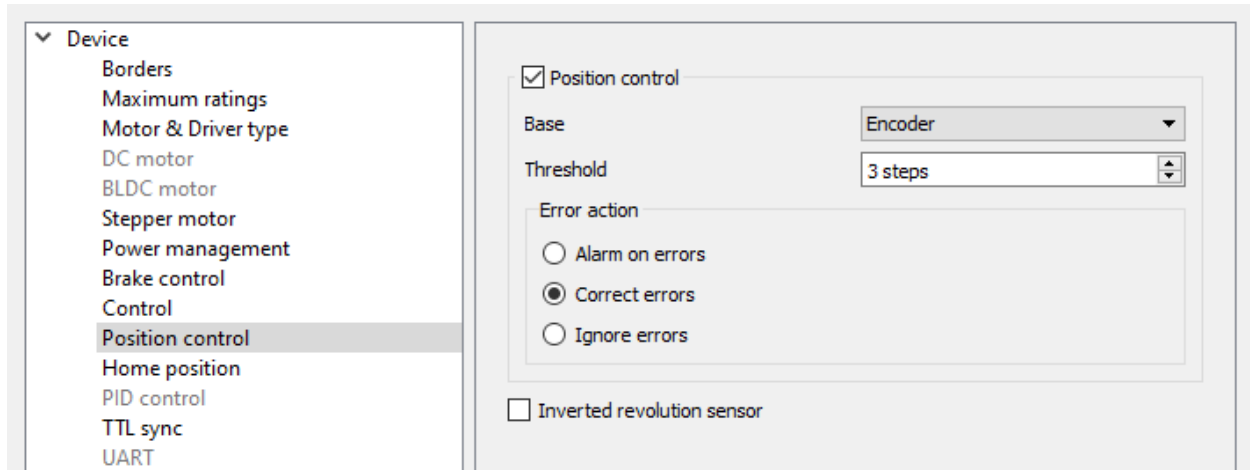 Device
Borders
Maximum ratings
Motor & Driver type
DC motor
BLDC motor
Stepper motor
Power management
Brake control
Control
Position control
Home position
PID control
TTL sync
UART
Position control
Base
Encoder
Threshold
3 steps
Error action
Alarm on errors
Correct errors
Ignore errors
Inverted revolution sensor